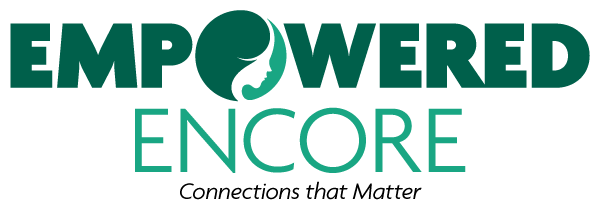 EMPOWERED
ENCORE
Connections that Matter